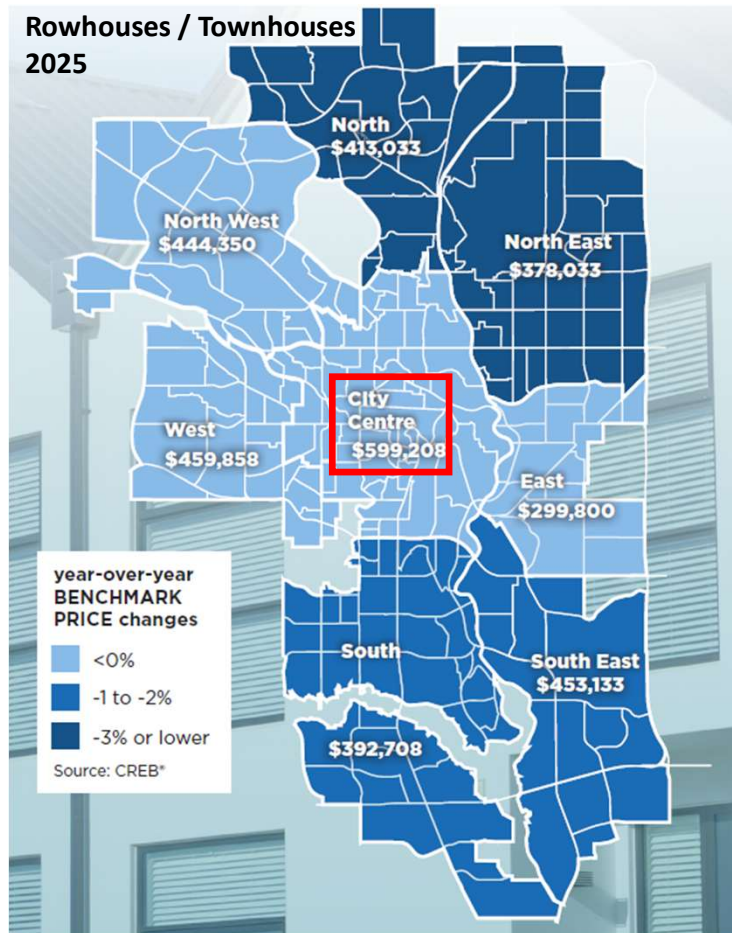 Rowhouses / Townhouses
2025
North
$413,033
North West
$444,350
North East
$378,033
City
Centre
$599,208
West
$459,858
East
$299,800
year-over-year
BENCHMARK
PRICE changes
<0%
-1 to -2%
-3% or lower
Source: CREB®
South
$392,708
South East
$453,133